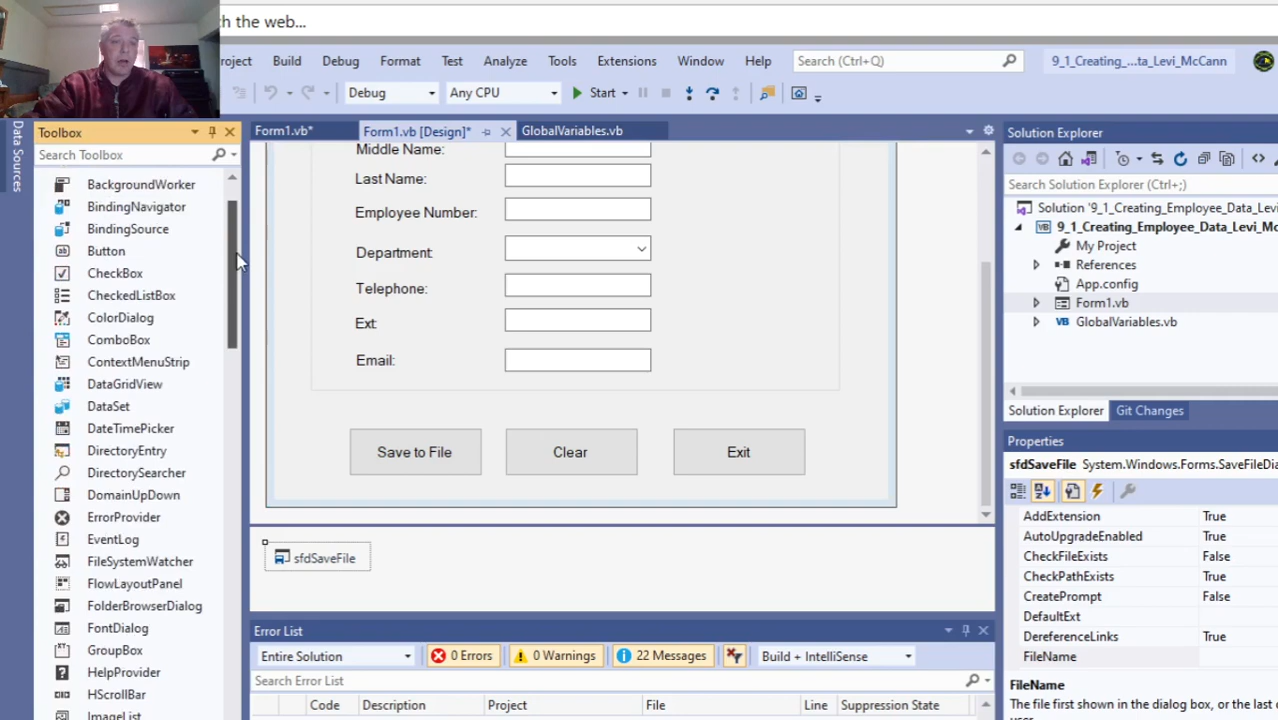 th the web...
roject Build Debug Format Test Analyze Tools Extensions Window Help Search (Ctrl+Q) 9_1_Creating_...ta_Levi_McCann
Debug Any CPU Start
Data Sources
Toolbox
Search Toolbox
BackgroundWorker
BindingNavigator
BindingSource
Button
CheckBox
CheckedListBox
ColorDialog
ComboBox
ContextMenuStrip
DataGridView
DataSet
DateTimePicker
DirectoryEntry
DirectorySearcher
DomainUpDown
ErrorProvider
EventLog
FileSystemWatcher
FlowLayoutPanel
FolderBrowserDialog
FontDialog
GroupBox
HelpProvider
HScrollBar
ImageList
Form1.vb* Form1.vb [Design]* GlobalVariables.vb
Middle Name:
Last Name:
Employee Number:
Department:
Telephone:
Ext:
Email:
Save to File Clear Exit
sfdSaveFile
Error List
Entire Solution 0 Errors 0 Warnings 22 Messages Build + IntelliSense
Search Error List
Code Description Project File Line Suppression State
Solution Explorer
Search Solution Explorer (Ctrl+;)
Solution '9_1_Creating_Employee_Data_Levi
9_1_Creating_Employee_Data_Levi_Mc
My Project
References
App.config
Form1.vb
GlobalVariables.vb
Solution Explorer Git Changes
Properties
sfdSaveFile System.Windows.Forms.SaveFileDia
AddExtension True
AutoUpgradeEnabled True
CheckFileExists False
CheckPathExists True
CreatePrompt False
DefaultExt
DereferenceLinks True
FileName
FileName
The file first shown in the dialog box, or the last o